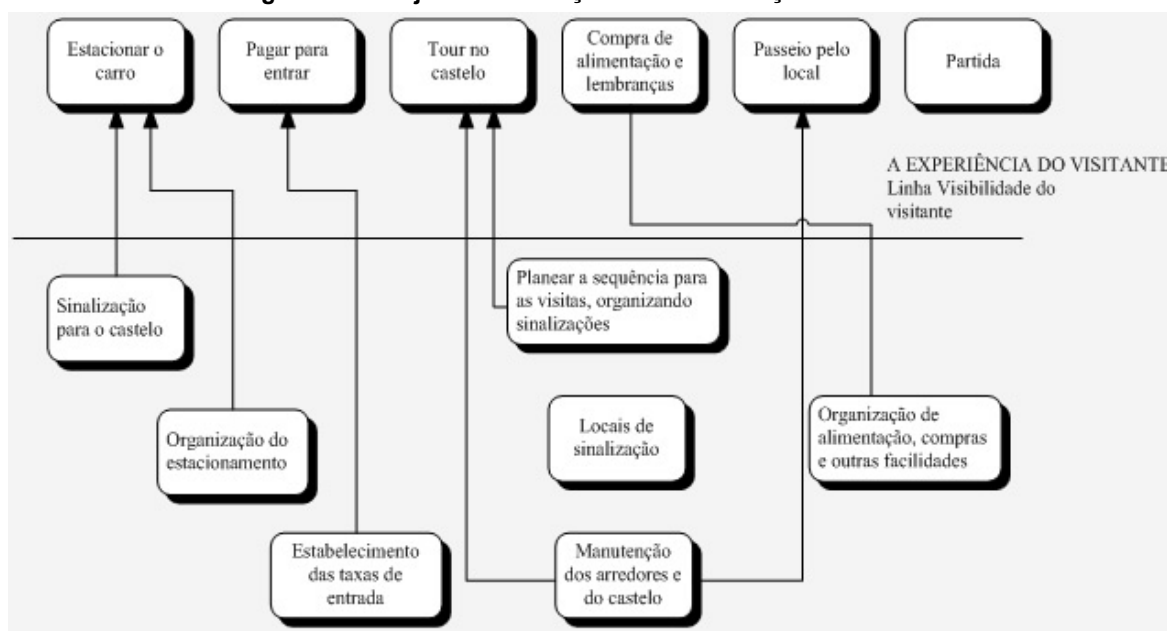 Estacionar o
carro
Pagar para
entrar
Tour no
castelo
Compra de
alimentação e
lembranças
Passeio pelo
local
Partida
A EXPERIÊNCIA DO VISITANTE
Linha Visibilidade do
visitante
Sinalização
para o castelo
Planear a sequência para
as visitas, organizando
sinalizações
Organização do
estacionamento
Locais de
sinalização
Organização de
alimentação, compras
e outras facilidades
Estabelecimento
das taxas de
entrada
Manutenção
dos arredores e
do castelo